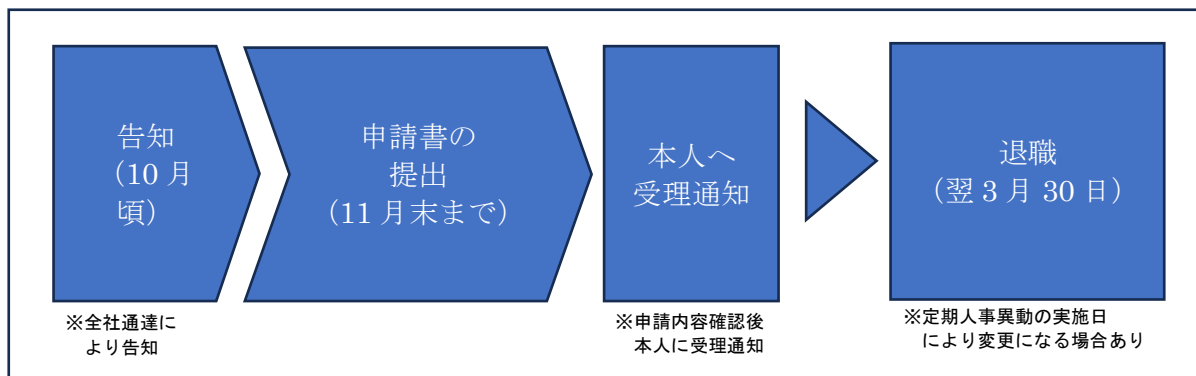 告知
(10 月
頃)
申請書の
提出
(11 月末まで)
本人へ
受理通知
退職
(翌 3 月 30 日)
※全社通達に
より告知
※申請内容確認後
本人に受理通知
※定期人事異動の実施日
により変更になる場合あり